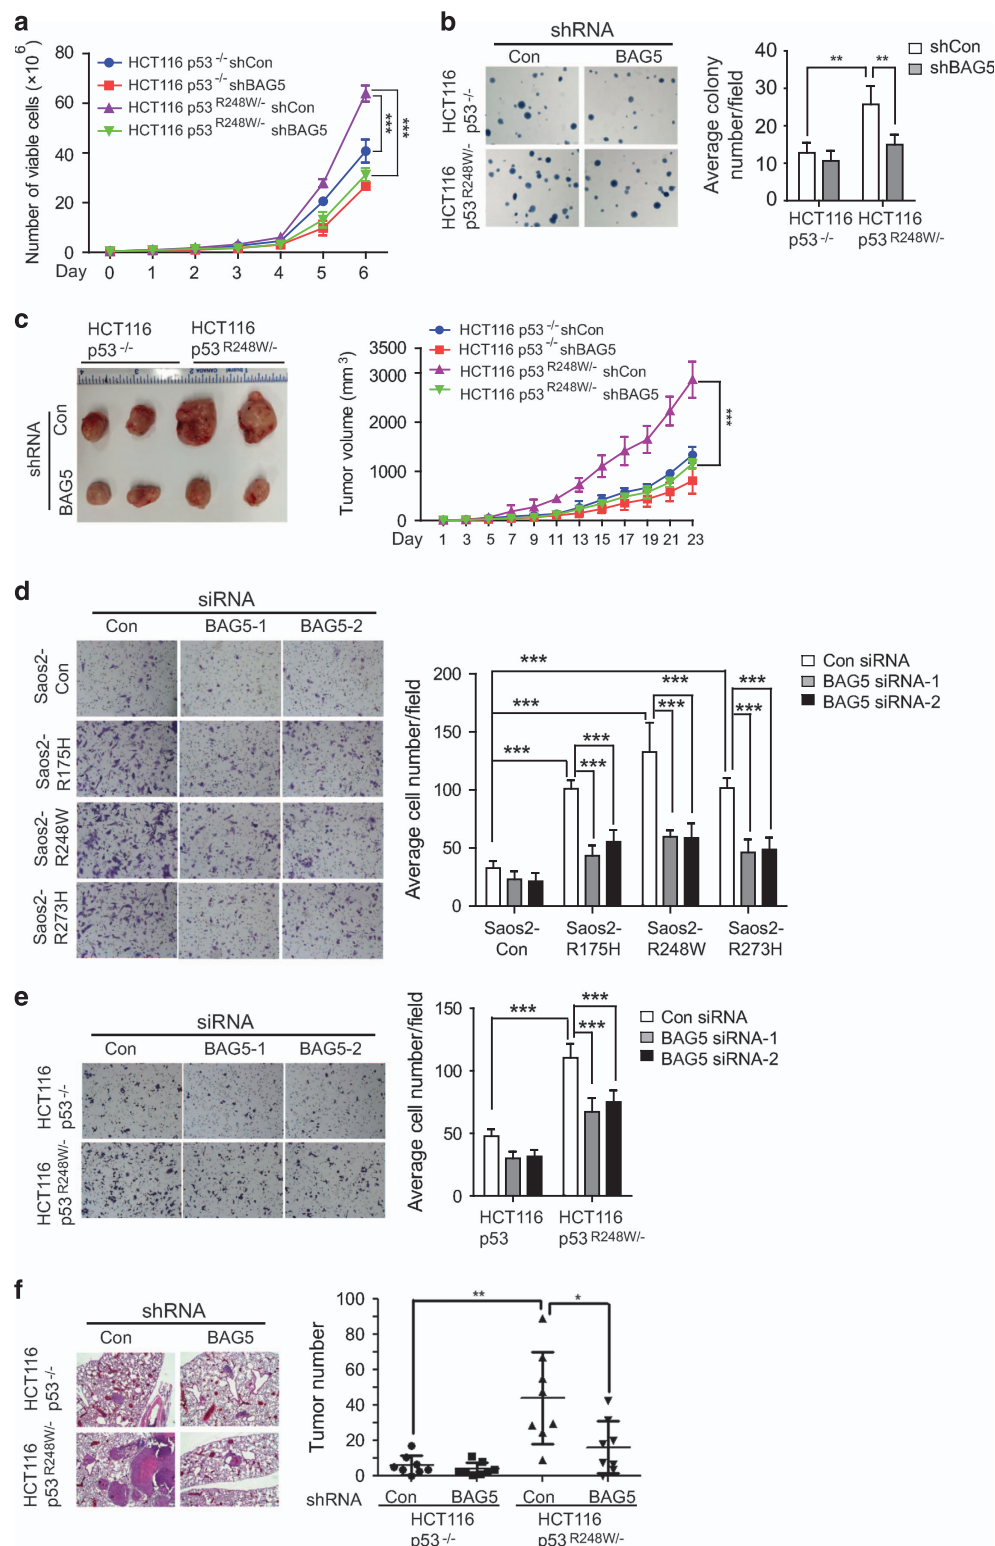 a
Number of viable cells (×10⁶)
80
60
40
20
0
Day 0 1 2 3 4 5 6
HCT116 p53 -/- shCon
HCT116 p53 -/- shBAG5
HCT116 p53 R248W/- shCon
HCT116 p53 R248W/- shBAG5
***
***
b
shRNA
Con BAG5
HCT116
p53 -/-
HCT116
p53 R248W/-
Average colony
number/field
40
30
20
10
0
** **
shCon
shBAG5
HCT116
p53 -/-
HCT116
p53 R248W/-
c
HCT116
p53 -/-
HCT116
p53 R248W/-
shRNA
Con
BAG5
HCT116 p53 -/- shCon
HCT116 p53 -/- shBAG5
HCT116 p53 R248W/- shCon
HCT116 p53 R248W/- shBAG5
Tumor volume (mm³)
3500
3000
2000
1000
0
Day 1 3 5 7 9 11 13 15 17 19 21 23
***
d
siRNA
Con BAG5-1 BAG5-2
Saos2-
Con
Saos2-
R175H
Saos2-
R248W
Saos2-
R273H
Average cell number/field
200
150
100
50
0
***
***
***
***
***
***
***
***
***
Con siRNA
BAG5 siRNA-1
BAG5 siRNA-2
Saos2-
Con
Saos2-
R175H
Saos2-
R248W
Saos2-
R273H
e
siRNA
Con BAG5-1 BAG5-2
HCT116
p53 -/-
HCT116
p53 R248W/-
Average cell number/field
150
100
50
0
***
***
***
Con siRNA
BAG5 siRNA-1
BAG5 siRNA-2
HCT116
p53
HCT116
p53 R248W/-
f
shRNA
Con BAG5
HCT116
p53 -/-
HCT116
p53 R248W/-
Tumor number
100
80
60
40
20
0
** *
shRNA Con BAG5 Con BAG5
HCT116
p53 -/-
HCT116
p53 R248W/-